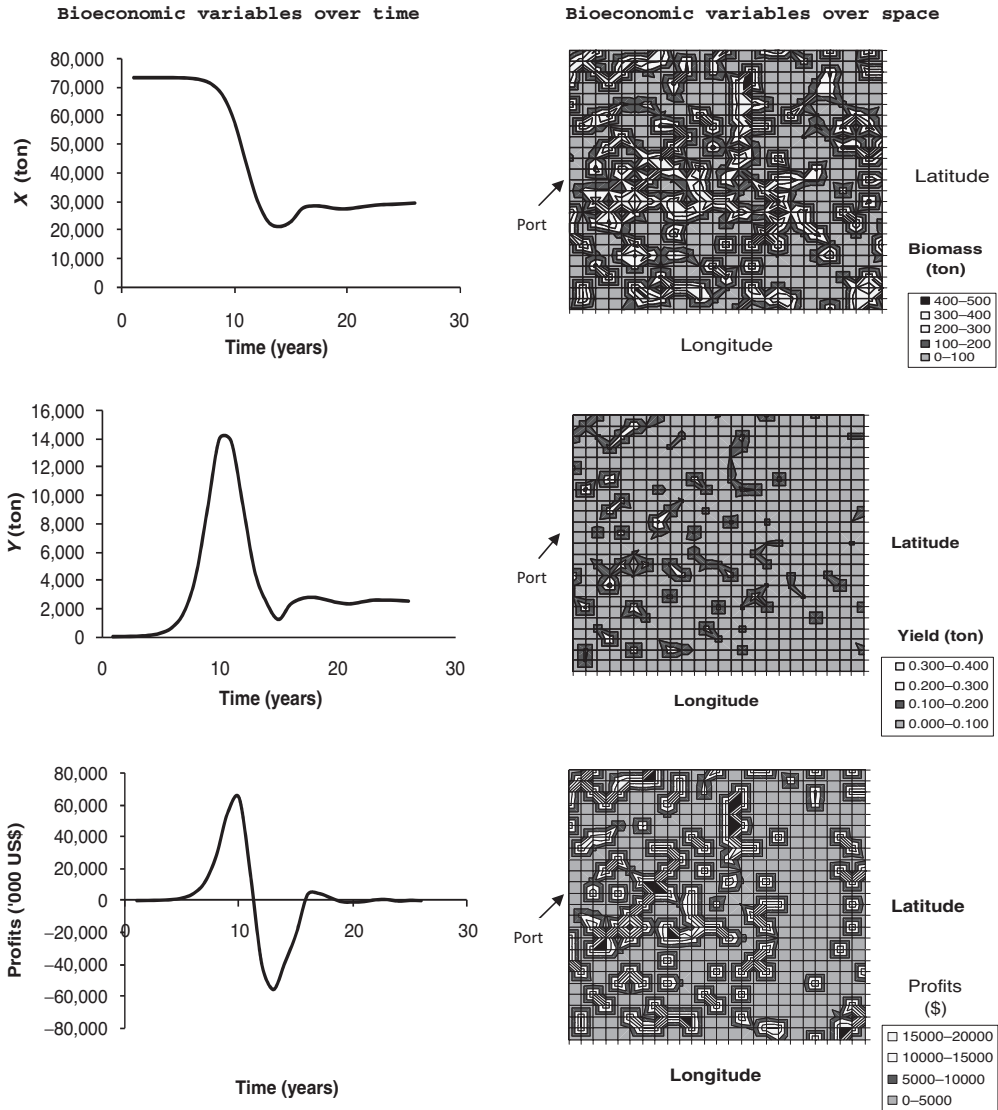 Bioeconomic variables over time
Bioeconomic variables over space
80,000
70,000
60,000
50,000
40,000
30,000
20,000
10,000
0
X (ton)
0 10 20 30
Time (years)
Port
Latitude
Longitude
Biomass
(ton)
400–500
300–400
200–300
100–200
0–100
16,000
14,000
12,000
10,000
8,000
6,000
4,000
2,000
0
Y (ton)
0 10 20 30
Time (years)
Port
Latitude
Longitude
Yield (ton)
0.300–0.400
0.200–0.300
0.100–0.200
0.000–0.100
80,000
60,000
40,000
20,000
0
−20,000
−40,000
−60,000
−80,000
Profits ('000 US$)
0 10 20 30
Time (years)
Port
Latitude
Longitude
Profits
($)
15000–20000
10000–15000
5000–10000
0–5000